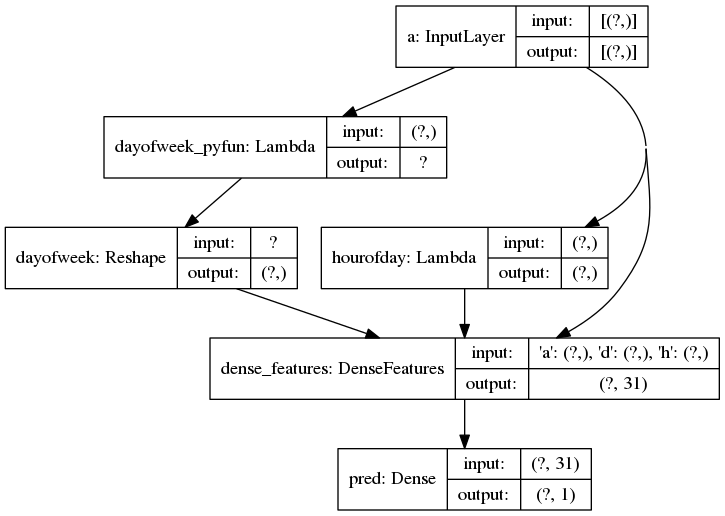 a: InputLayer
input: [(?,)]
output: [(?,)]
dayofweek_pyfun: Lambda
input: (?,)
output: ?
dayofweek: Reshape
input: ?
output: (?,)
hourofday: Lambda
input: (?,)
output: (?,)
dense_features: DenseFeatures
input: 'a': (?,), 'd': (?,), 'h': (?,)
output: (?, 31)
pred: Dense
input: (?, 31)
output: (?, 1)